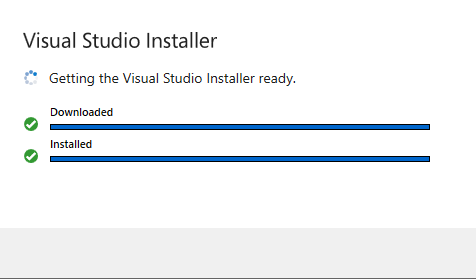 Visual Studio Installer
Getting the Visual Studio Installer ready.
Downloaded
Installed